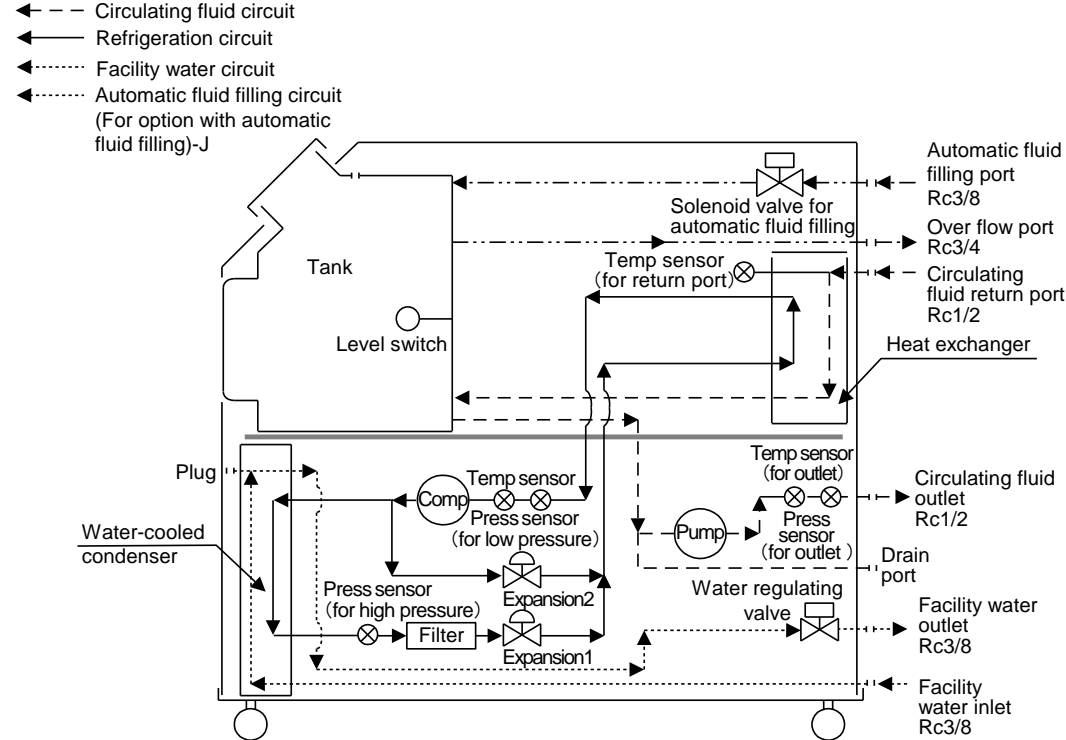 Circulating fluid circuit
Refrigeration circuit
Facility water circuit
Automatic fluid filling circuit
(For option with automatic
fluid filling)-J
Automatic fluid
filling port
Rc3/8
Solenoid valve for
automatic fluid filling
Over flow port
Rc3/4
Tank
Temp sensor
(for return port)
Circulating
fluid return port
Rc1/2
Level switch
Heat exchanger
Plug
Temp sensor
Comp
Press sensor
(for low pressure)
Temp sensor
(for outlet)
Pump
Press
sensor
(for outlet )
Circulating fluid
outlet
Rc1/2
Water-cooled
condenser
Drain
port
Expansion2
Press sensor
(for high pressure)
Filter
Expansion1
Water regulating
valve
Facility water
outlet
Rc3/8
Facility
water inlet
Rc3/8